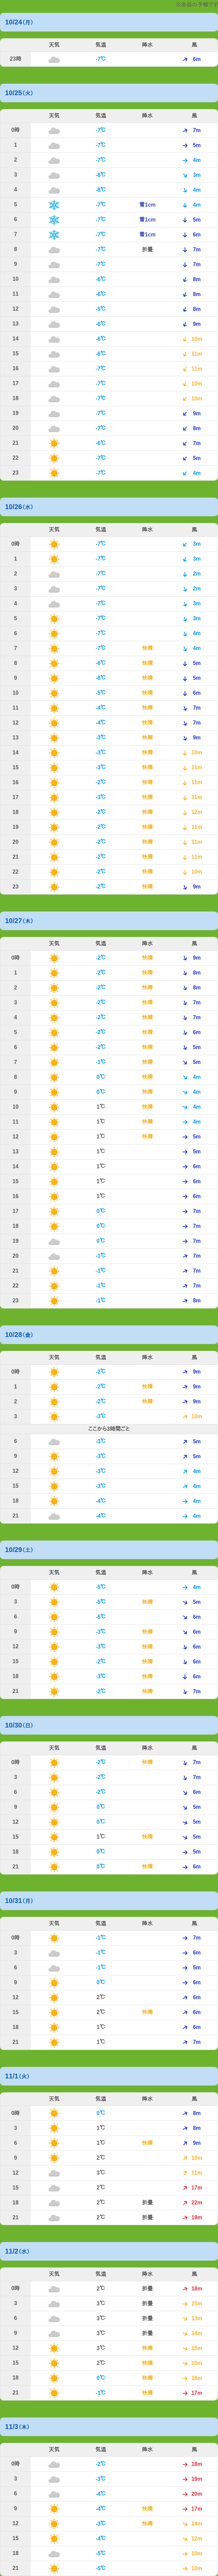 10/24(月)
天気 気温 降水 風
23時 -7℃ 6m
10/25(火)
天気 気温 降水 風
0時 -7℃ 7m
1 -7℃ 5m
2 -7℃ 4m
3 -8℃ 3m
4 -8℃ 4m
5 -7℃ 雪1cm 4m
6 -7℃ 雪1cm 5m
7 -7℃ 雪1cm 6m
8 -7℃ 7m
9 -7℃ 7m
10 -6℃ 8m
11 -6℃ 8m
12 -5℃ 8m
13 -6℃ 9m
14 -6℃ 10m
15 -6℃ 11m
16 -7℃ 11m
17 -7℃ 10m
18 -7℃ 10m
19 -7℃ 9m
20 -7℃ 8m
21 -6℃ 7m
22 -7℃ 5m
23 -7℃ 4m
10/26(水)
天気 気温 降水 風
0時 -7℃ 3m
1 -7℃ 3m
2 -7℃ 2m
3 -7℃ 2m
4 -7℃ 3m
5 -7℃ 3m
6 -7℃ 4m
7 -7℃ 快晴 4m
8 -6℃ 快晴 5m
9 -6℃ 快晴 5m
10 -5℃ 快晴 6m
11 -4℃ 快晴 7m
12 -4℃ 快晴 7m
13 -3℃ 快晴 9m
14 -3℃ 快晴 10m
15 -3℃ 快晴 11m
16 -2℃ 快晴 11m
17 -3℃ 快晴 11m
18 -2℃ 快晴 12m
19 -2℃ 快晴 11m
20 -2℃ 快晴 11m
21 -2℃ 快晴 11m
22 -2℃ 快晴 10m
23 -2℃ 快晴 9m
10/27(木)
天気 気温 降水 風
0時 -2℃ 快晴 9m
1 -2℃ 快晴 8m
2 -2℃ 快晴 8m
3 -2℃ 快晴 7m
4 -2℃ 快晴 7m
5 -2℃ 快晴 6m
6 -2℃ 快晴 5m
7 -1℃ 快晴 5m
8 0℃ 快晴 4m
9 0℃ 快晴 4m
10 1℃ 快晴 4m
11 1℃ 快晴 4m
12 1℃ 快晴 5m
13 1℃ 5m
14 1℃ 6m
15 1℃ 6m
16 1℃ 6m
17 0℃ 7m
18 0℃ 7m
19 0℃ 7m
20 -1℃ 7m
21 -1℃ 7m
22 -1℃ 7m
23 -1℃ 8m
10/28(金)
天気 気温 降水 風
0時 -2℃ 9m
1 -2℃ 快晴 9m
2 -2℃ 快晴 9m
3 -3℃ 10m
ここから3時間ごと
6 -3℃ 5m
9 -3℃ 5m
12 -3℃ 4m
15 -3℃ 4m
18 -4℃ 4m
21 -4℃ 4m
10/29(土)
天気 気温 降水 風
0時 -5℃ 4m
3 -5℃ 快晴 5m
6 -5℃ 6m
9 -3℃ 快晴 6m
12 -3℃ 快晴 6m
15 -2℃ 快晴 6m
18 -3℃ 快晴 6m
21 -2℃ 快晴 7m
10/30(日)
天気 気温 降水 風
0時 -2℃ 快晴 7m
3 -2℃ 7m
6 -2℃ 6m
9 0℃ 5m
12 0℃ 5m
15 1℃ 快晴 5m
18 0℃ 5m
21 0℃ 快晴 6m
10/31(月)
天気 気温 降水 風
0時 -1℃ 7m
3 -1℃ 6m
6 -1℃ 5m
9 0℃ 6m
12 2℃ 6m
15 2℃ 快晴 6m
18 1℃ 6m
21 1℃ 7m
11/1(火)
天気 気温 降水 風
0時 0℃ 8m
3 1℃ 8m
6 1℃ 快晴 9m
9 2℃ 10m
12 3℃ 11m
15 2℃ 17m
18 2℃ 22m
21 2℃ 19m
11/2(水)
天気 気温 降水 風
0時 2℃ 18m
3 3℃ 15m
6 3℃ 13m
9 3℃ 14m
12 3℃ 快晴 15m
15 2℃ 快晴 15m
18 0℃ 快晴 16m
21 -1℃ 快晴 17m
11/3(木)
天気 気温 降水 風
0時 -2℃ 18m
3 -3℃ 19m
6 -4℃ 20m
9 -4℃ 快晴 17m
12 -3℃ 快晴 14m
15 -4℃ 12m
18 -5℃ 10m
21 -5℃ 10m